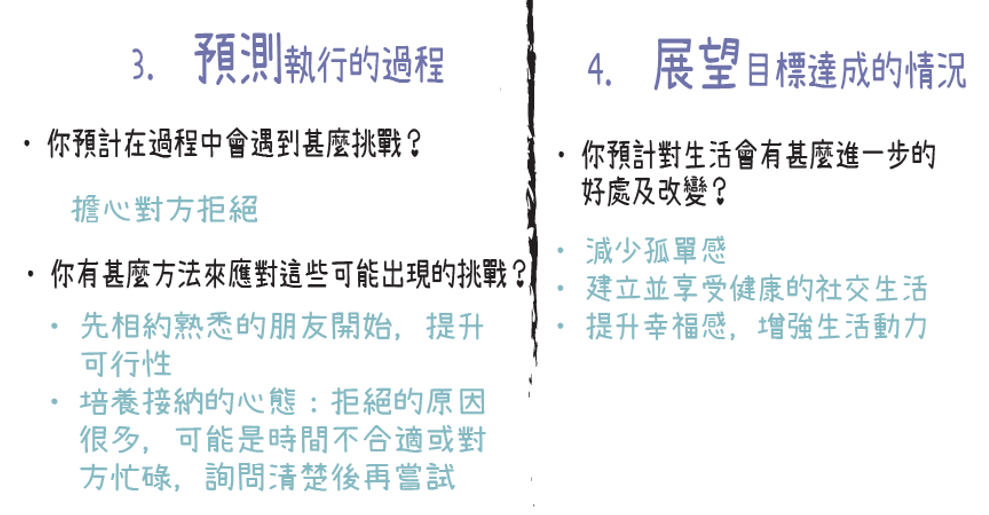 3. 預測執行的過程
• 你預計在過程中會遇到甚麼挑戰？
擔心對方拒絕
• 你有甚麼方法來應對這些可能出現的挑戰？
• 先相約熟悉的朋友開始，提升
可行性
• 培養接納的心態：拒絕的原因
很多，可能是時間不合適或對
方忙碌，詢問清楚後再嘗試
4. 展望目標達成的情況
• 你預計對生活會有甚麼進一步的
好處及改變？
• 減少孤單感
• 建立並享受健康的社交生活
• 提升幸福感，增強生活動力